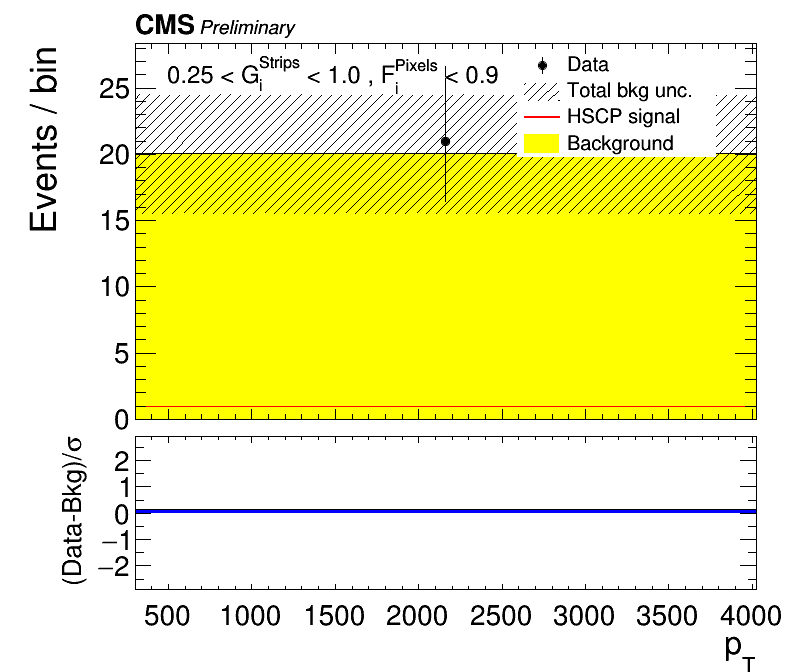 CMS Preliminary
Events / bin
0.25 < G_i^Strips < 1.0 , F_i^Pixels < 0.9
Data
Total bkg unc.
HSCP signal
Background
25
20
15
10
5
0
(Data-Bkg)/σ
2
1
0
−1
−2
500 1000 1500 2000 2500 3000 3500 4000
p_T